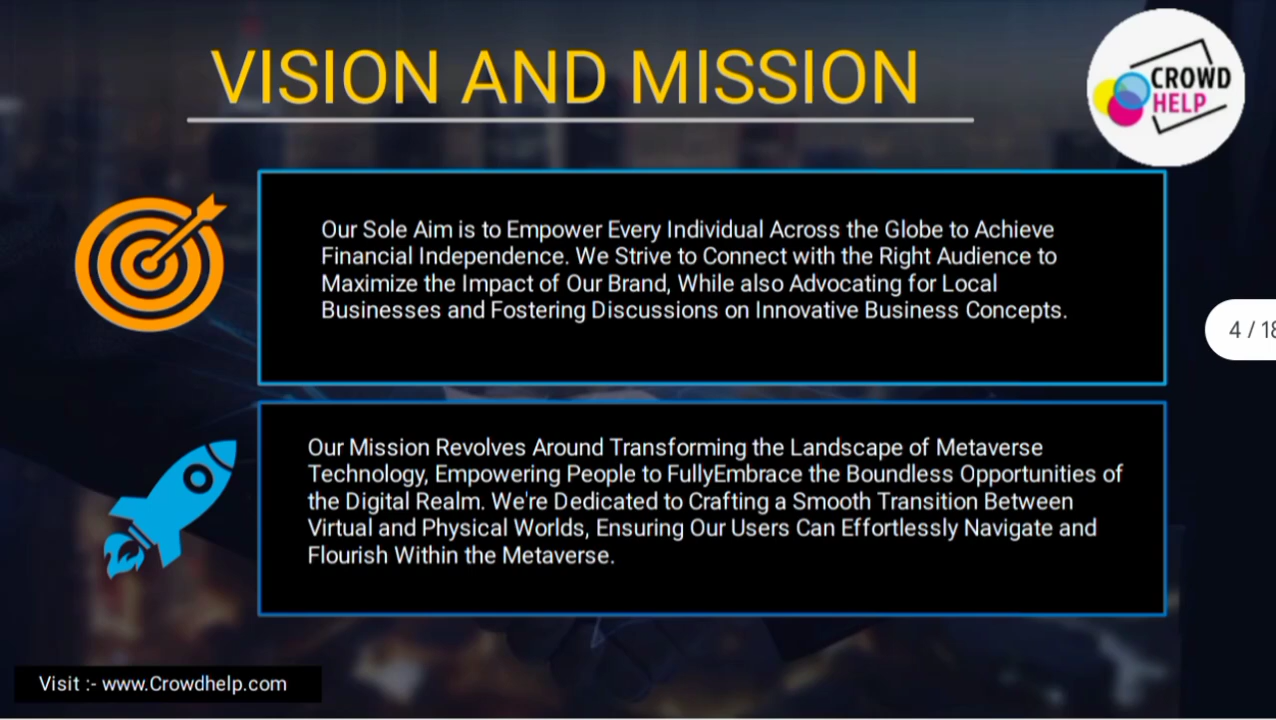 VISION AND MISSION
CROWD
HELP
Our Sole Aim is to Empower Every Individual Across the Globe to Achieve
Financial Independence. We Strive to Connect with the Right Audience to
Maximize the Impact of Our Brand, While also Advocating for Local
Businesses and Fostering Discussions on Innovative Business Concepts.
4 / 18
Our Mission Revolves Around Transforming the Landscape of Metaverse
Technology, Empowering People to FullyEmbrace the Boundless Opportunities of
the Digital Realm. We're Dedicated to Crafting a Smooth Transition Between
Virtual and Physical Worlds, Ensuring Our Users Can Effortlessly Navigate and
Flourish Within the Metaverse.
Visit :- www.Crowdhelp.com